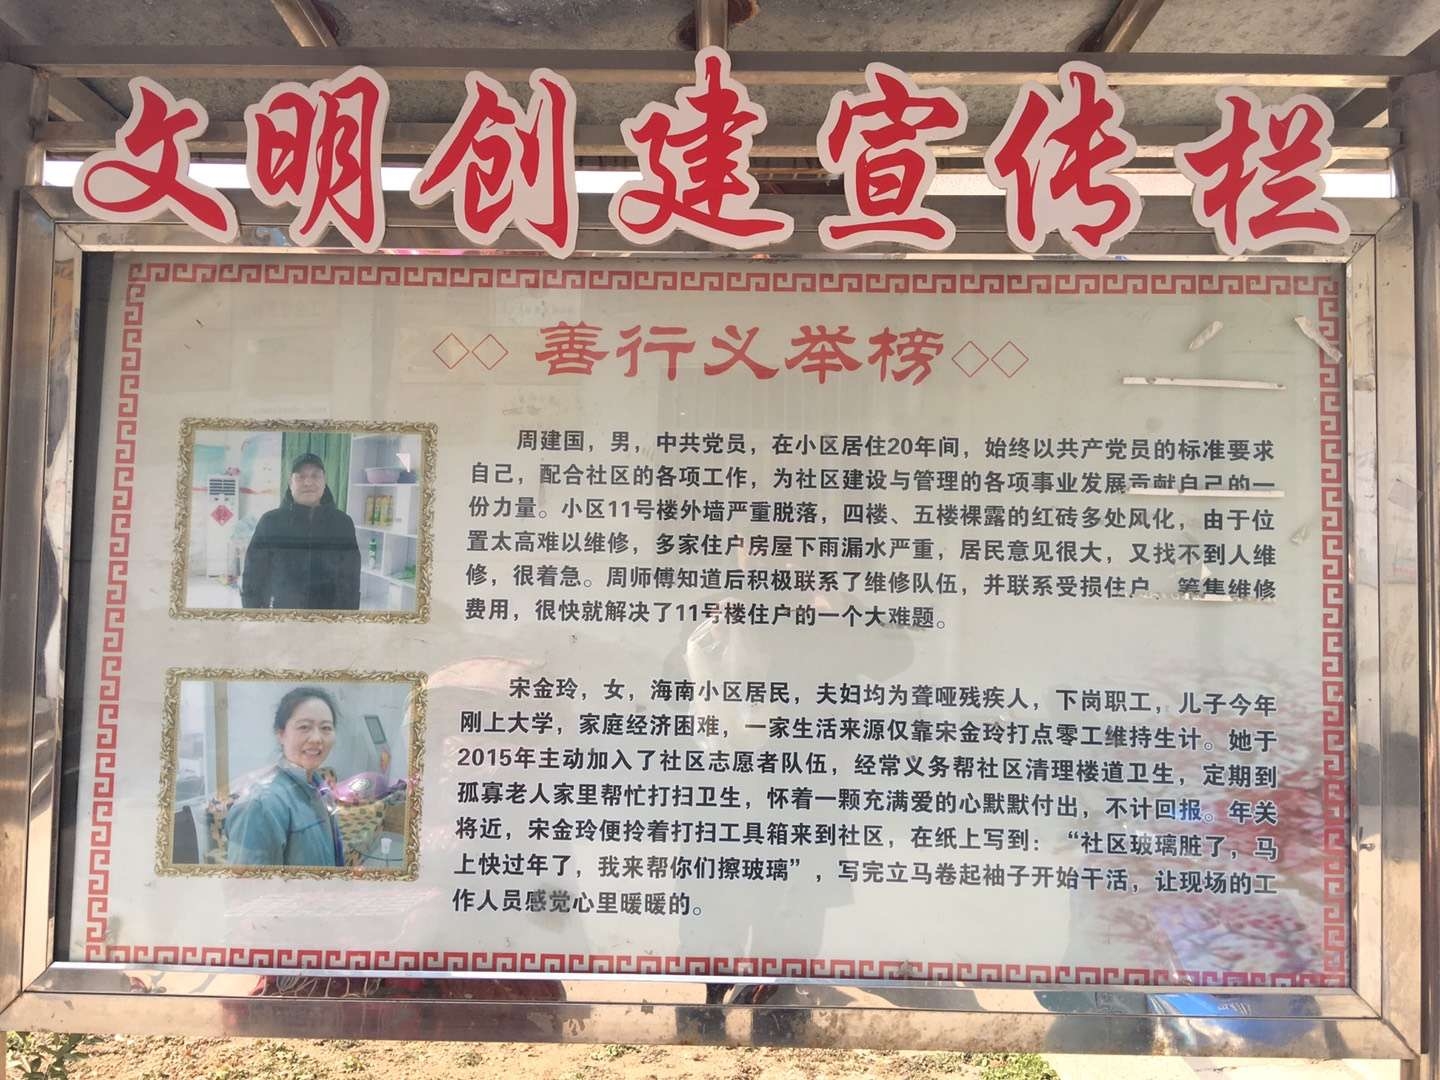 文明创建宣传栏
善行义举榜
周建国，男，中共党员，在小区居住20年间，始终以共产党员的标准要求
自己，配合社区的各项工作，为社区建设与管理的各项事业发展贡献自己的一
份力量。小区11号楼外墙严重脱落，四楼、五楼裸露的红砖多处风化，由于位
置太高难以维修，多家住户房屋下雨漏水严重，居民意见很大，又找不到人维
修，很着急。周师傅知道后积极联系了维修队伍，并联系受损住户 筹集维修
费用，很快就解决了11号楼住户的一个大难题。
宋金玲，女，海南小区居民，夫妇均为聋哑残疾人，下岗职工，儿子今年
刚上大学，家庭经济困难，一家生活来源仅靠宋金玲打点零工维持生计。她于
2015年主动加入了社区志愿者队伍，经常义务帮社区清理楼道卫生，定期到
孤寡老人家里帮忙打扫卫生，怀着一颗充满爱的心默默付出，不计回报。年关
将近，宋金玲便拎着打扫工具箱来到社区，在纸上写到：“社区玻璃脏了，马
上快过年了，我来帮你们擦玻璃”，写完立马卷起袖子开始干活，让现场的工
作人员感觉心里暖暖的。